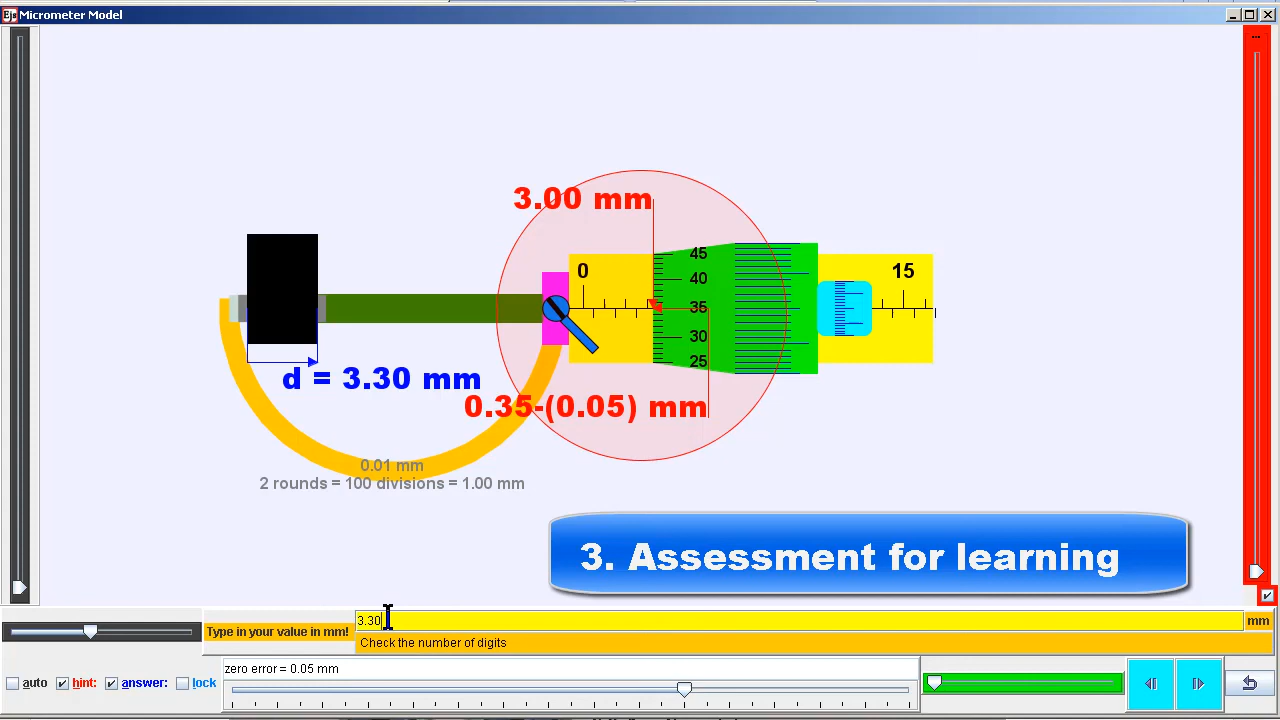 Micrometer Model
...
3.00 mm
0
15
45
40
35
30
25
d = 3.30 mm
0.35-(0.05) mm
0.01 mm
2 rounds = 100 divisions = 1.00 mm
3. Assessment for learning
Type in your value in mm!
3.30
mm
Check the number of digits
auto
hint:
answer:
lock
zero error = 0.05 mm